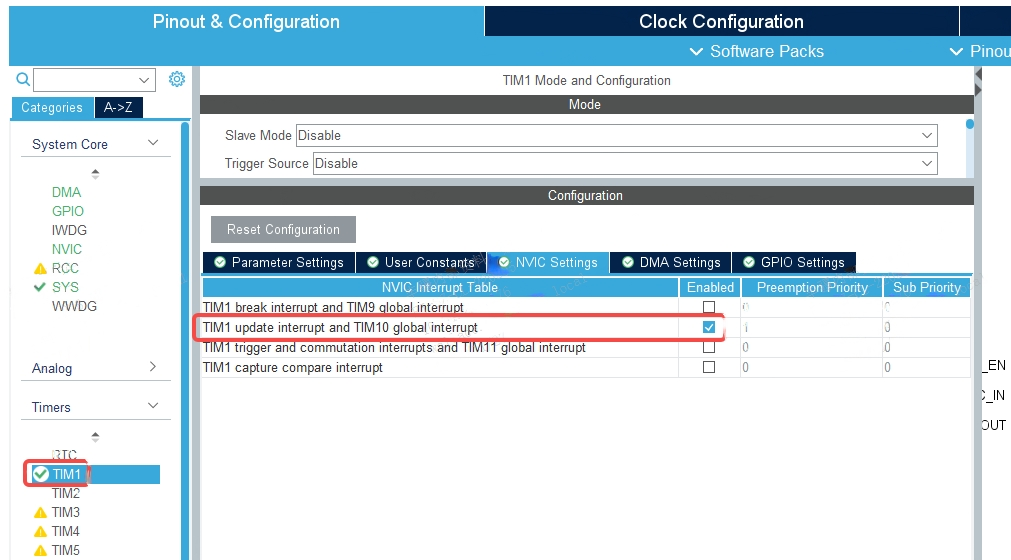 Pinout & Configuration
Clock Configuration
Software Packs
Pinou
Categories
A->Z
System Core
DMA
GPIO
IWDG
NVIC
RCC
SYS
WWDG
Analog
Timers
RTC
TIM1
TIM2
TIM3
TIM4
TIM5
TIM1 Mode and Configuration
Mode
Slave Mode Disable
Trigger Source Disable
Configuration
Reset Configuration
Parameter Settings
User Constants
NVIC Settings
DMA Settings
GPIO Settings
NVIC Interrupt Table Enabled Preemption Priority Sub Priority
TIM1 break interrupt and TIM9 global interrupt 0 0
TIM1 update interrupt and TIM10 global interrupt 1 0
TIM1 trigger and commutation interrupts and TIM11 global interrupt 0 0
TIM1 capture compare interrupt 0 0
_EN
C_IN
OUT